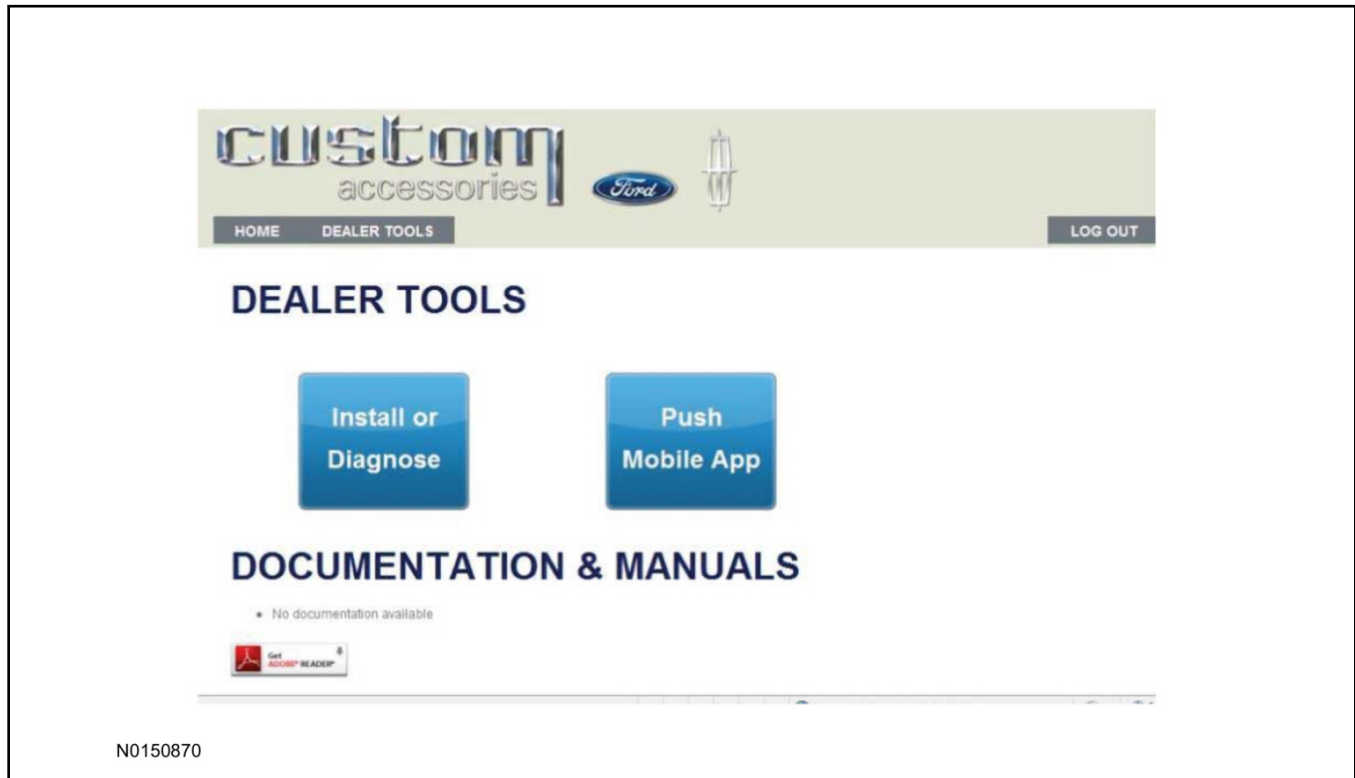 custom
accessories
Ford
HOME DEALER TOOLS LOG OUT
DEALER TOOLS
Install or
Diagnose
Push
Mobile App
DOCUMENTATION & MANUALS
• No documentation available
Get
ADOBE® READER®
N0150870